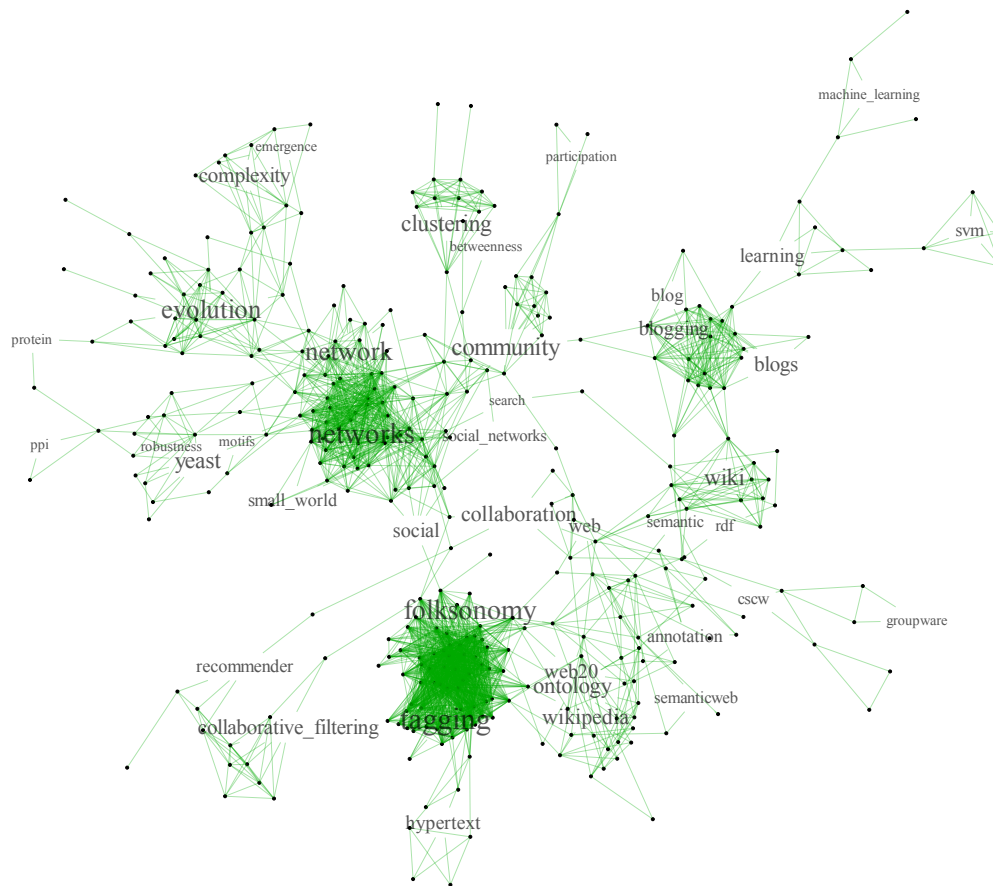 machine_learning
emergence
participation
complexity
clustering
svm
betweenness
learning
blog
evolution
blogging
protein
network
community
blogs
search
networks
social_networks
ppi
robustness
motifs
yeast
wiki
small_world
collaboration
social
web
semantic
rdf
cscw
folksonomy
groupware
annotation
recommender
web20
ontology
semanticweb
tagging
wikipedia
collaborative_filtering
hypertext